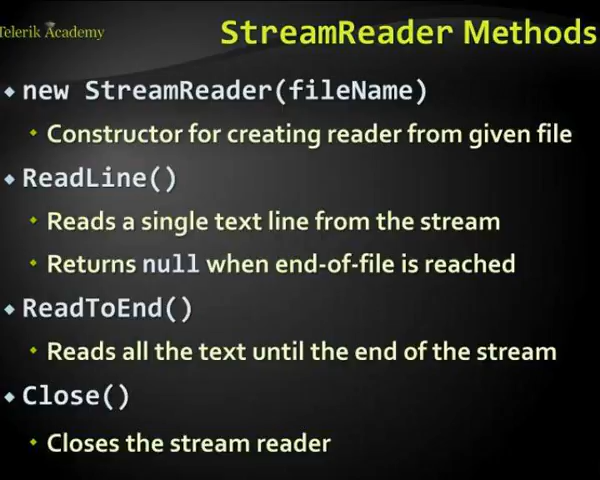 Telerik Academy
StreamReader Methods
new StreamReader(fileName)
Constructor for creating reader from given file
ReadLine()
Reads a single text line from the stream
Returns null when end-of-file is reached
ReadToEnd()
Reads all the text until the end of the stream
Close()
Closes the stream reader